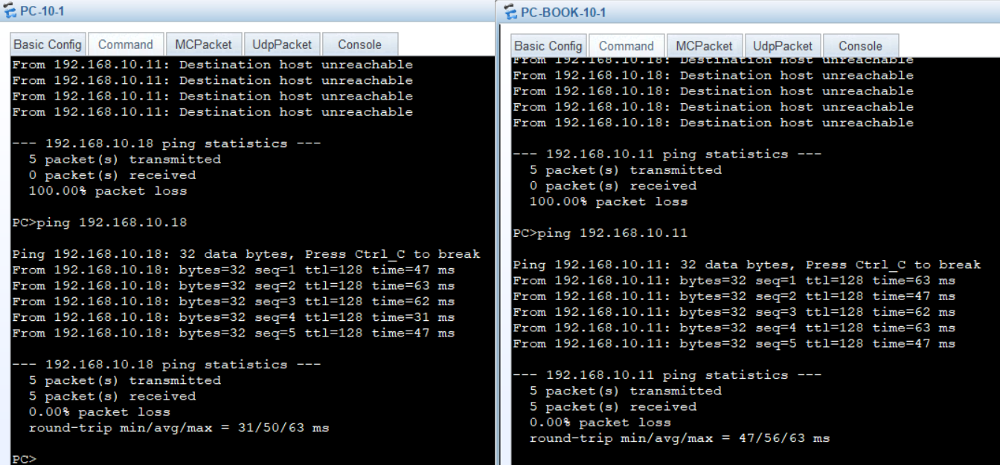 PC-10-1
Basic Config Command MCPacket UdpPacket Console
From 192.168.10.11: Destination host unreachable
From 192.168.10.11: Destination host unreachable
From 192.168.10.11: Destination host unreachable
From 192.168.10.11: Destination host unreachable
--- 192.168.10.18 ping statistics ---
5 packet(s) transmitted
0 packet(s) received
100.00% packet loss
PC>ping 192.168.10.18
Ping 192.168.10.18: 32 data bytes, Press Ctrl_C to break
From 192.168.10.18: bytes=32 seq=1 ttl=128 time=47 ms
From 192.168.10.18: bytes=32 seq=2 ttl=128 time=63 ms
From 192.168.10.18: bytes=32 seq=3 ttl=128 time=62 ms
From 192.168.10.18: bytes=32 seq=4 ttl=128 time=31 ms
From 192.168.10.18: bytes=32 seq=5 ttl=128 time=47 ms
--- 192.168.10.18 ping statistics ---
5 packet(s) transmitted
5 packet(s) received
0.00% packet loss
round-trip min/avg/max = 31/50/63 ms
PC>
PC-BOOK-10-1
Basic Config Command MCPacket UdpPacket Console
From 192.168.10.18: Destination host unreachable
From 192.168.10.18: Destination host unreachable
From 192.168.10.18: Destination host unreachable
From 192.168.10.18: Destination host unreachable
From 192.168.10.18: Destination host unreachable
--- 192.168.10.11 ping statistics ---
5 packet(s) transmitted
0 packet(s) received
100.00% packet loss
PC>ping 192.168.10.11
Ping 192.168.10.11: 32 data bytes, Press Ctrl_C to break
From 192.168.10.11: bytes=32 seq=1 ttl=128 time=63 ms
From 192.168.10.11: bytes=32 seq=2 ttl=128 time=47 ms
From 192.168.10.11: bytes=32 seq=3 ttl=128 time=62 ms
From 192.168.10.11: bytes=32 seq=4 ttl=128 time=63 ms
From 192.168.10.11: bytes=32 seq=5 ttl=128 time=47 ms
--- 192.168.10.11 ping statistics ---
5 packet(s) transmitted
5 packet(s) received
0.00% packet loss
round-trip min/avg/max = 47/56/63 ms